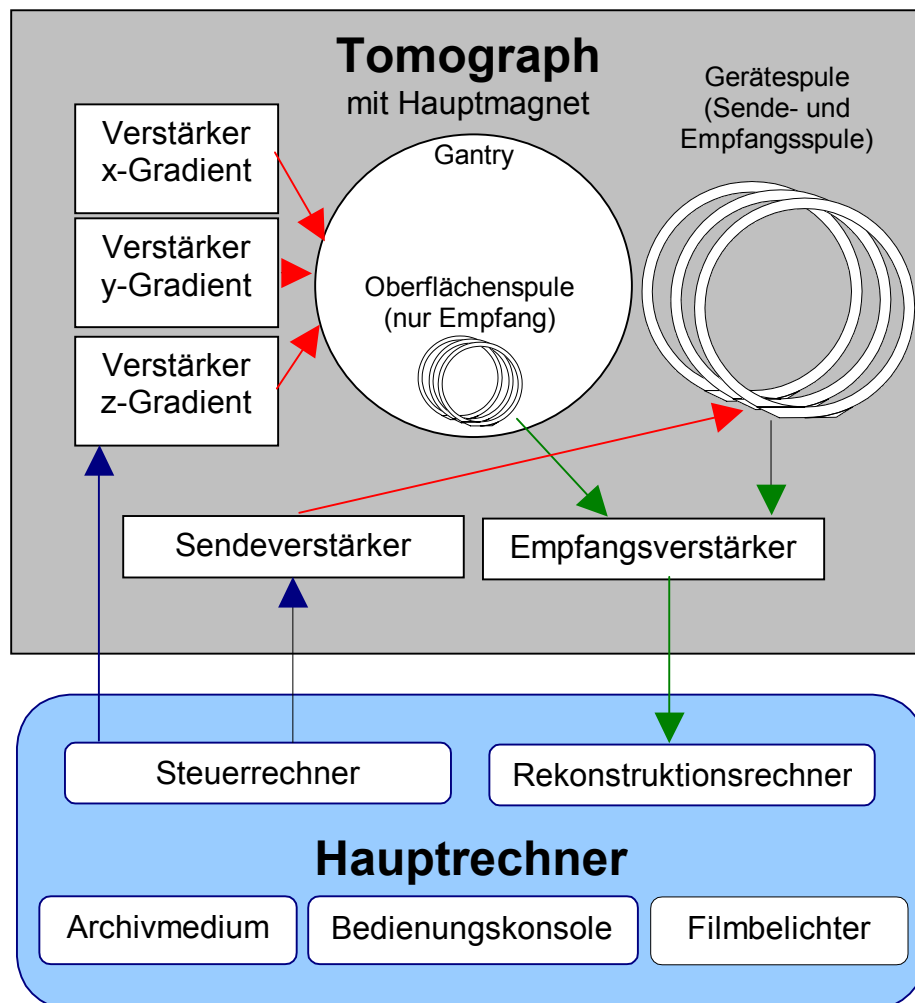 Tomograph
mit Hauptmagnet
Gerätespule
(Sende- und
Empfangsspule)
Verstärker
x-Gradient
Gantry
Verstärker
y-Gradient
Oberflächenspule
(nur Empfang)
Verstärker
z-Gradient
Sendeverstärker
Empfangsverstärker
Steuerrechner
Rekonstruktionsrechner
Hauptrechner
Archivmedium
Bedienungskonsole
Filmbelichter